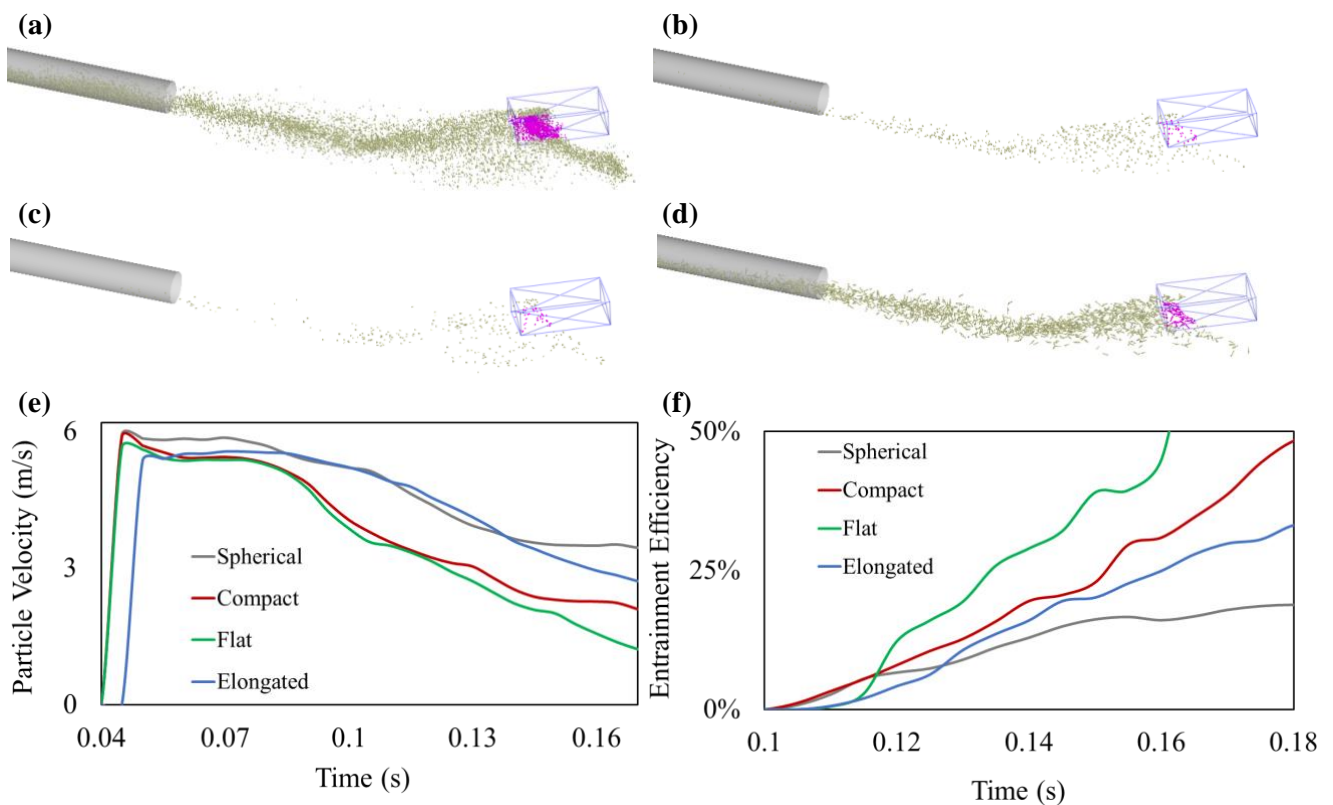 (a)
(b)
(c)
(d)
(e)
(f)
6
3
0
Particle Velocity (m/s)
Spherical
Compact
Flat
Elongated
0.04
0.07
0.1
0.13
0.16
Time (s)
50%
25%
0%
Entrainment Efficiency
Spherical
Compact
Flat
Elongated
0.1
0.12
0.14
0.16
0.18
Time (s)